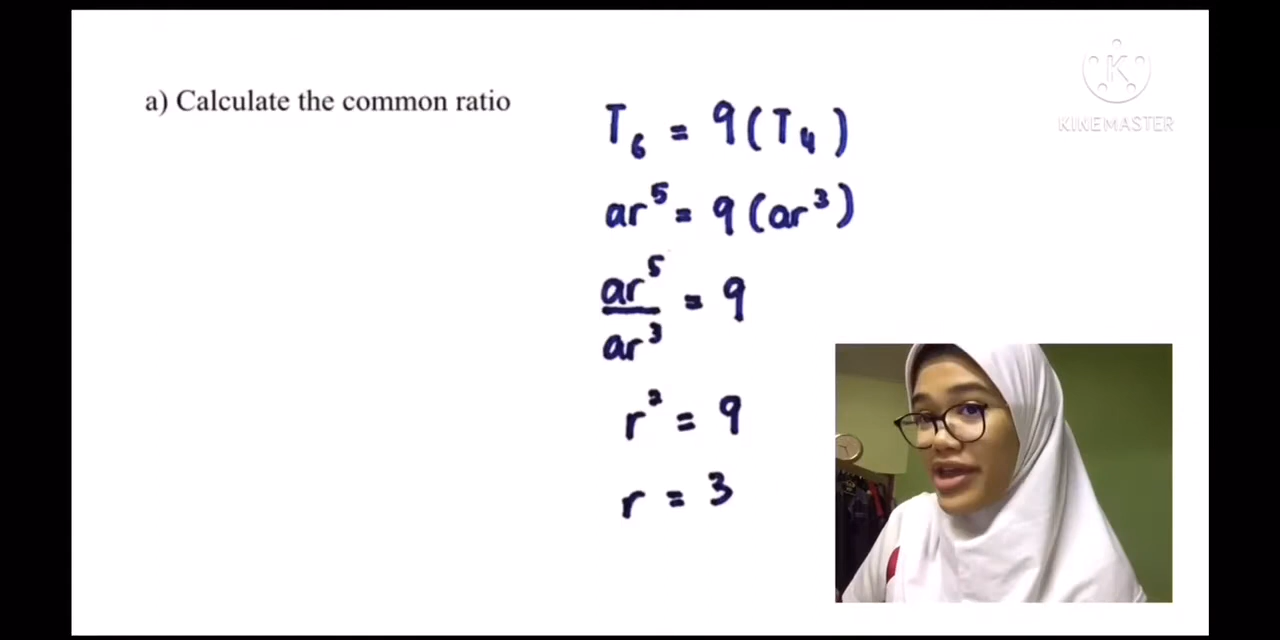 a) Calculate the common ratio
T₆ = 9(T₄)
ar⁵ = 9(ar³)
ar⁵/ar³ = 9
r² = 9
r = 3
K
KINEMASTER